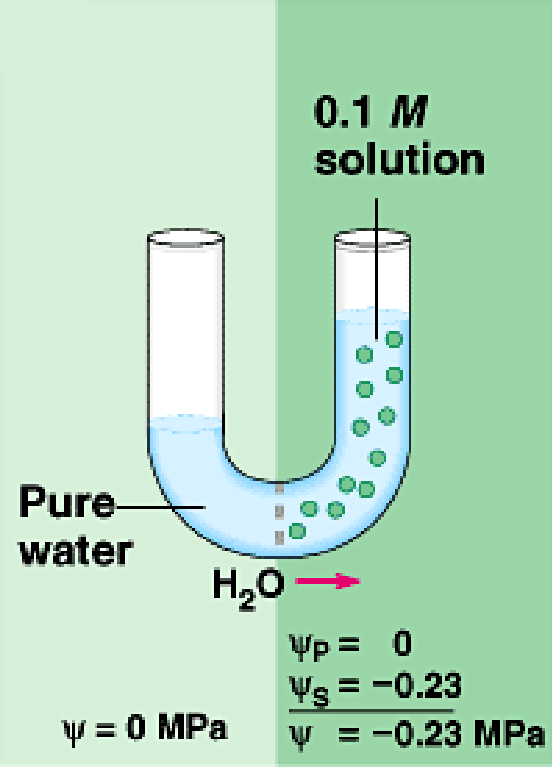 0.1 M
solution
Pure
water
H₂O
ψP = 0
ψS = −0.23
ψ = 0 MPa
ψ = −0.23 MPa